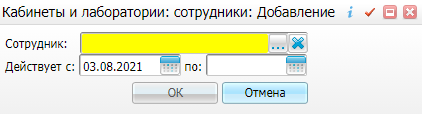 Кабинеты и лаборатории: сотрудники: Добавление
Сотрудник: ...
Действует с: 03.08.2021 по:
ОК Отмена